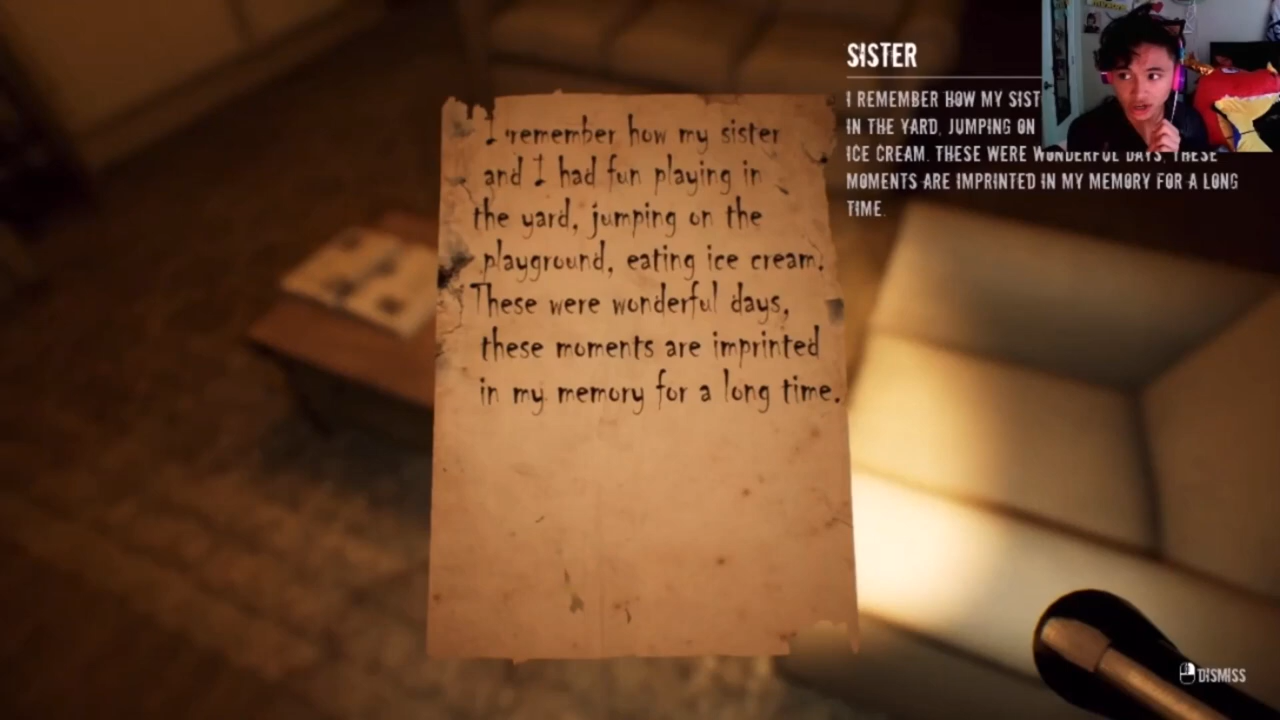 I remember how my sister
and I had fun playing in
the yard, jumping on the
playground, eating ice cream.
These were wonderful days,
these moments are imprinted
in my memory for a long time.
SISTER
I REMEMBER HOW MY SIST
IN THE YARD, JUMPING ON
ICE CREAM. THESE WERE WONDERFUL DAYS, THESE
MOMENTS ARE IMPRINTED IN MY MEMORY FOR A LONG
TIME.
DISMISS